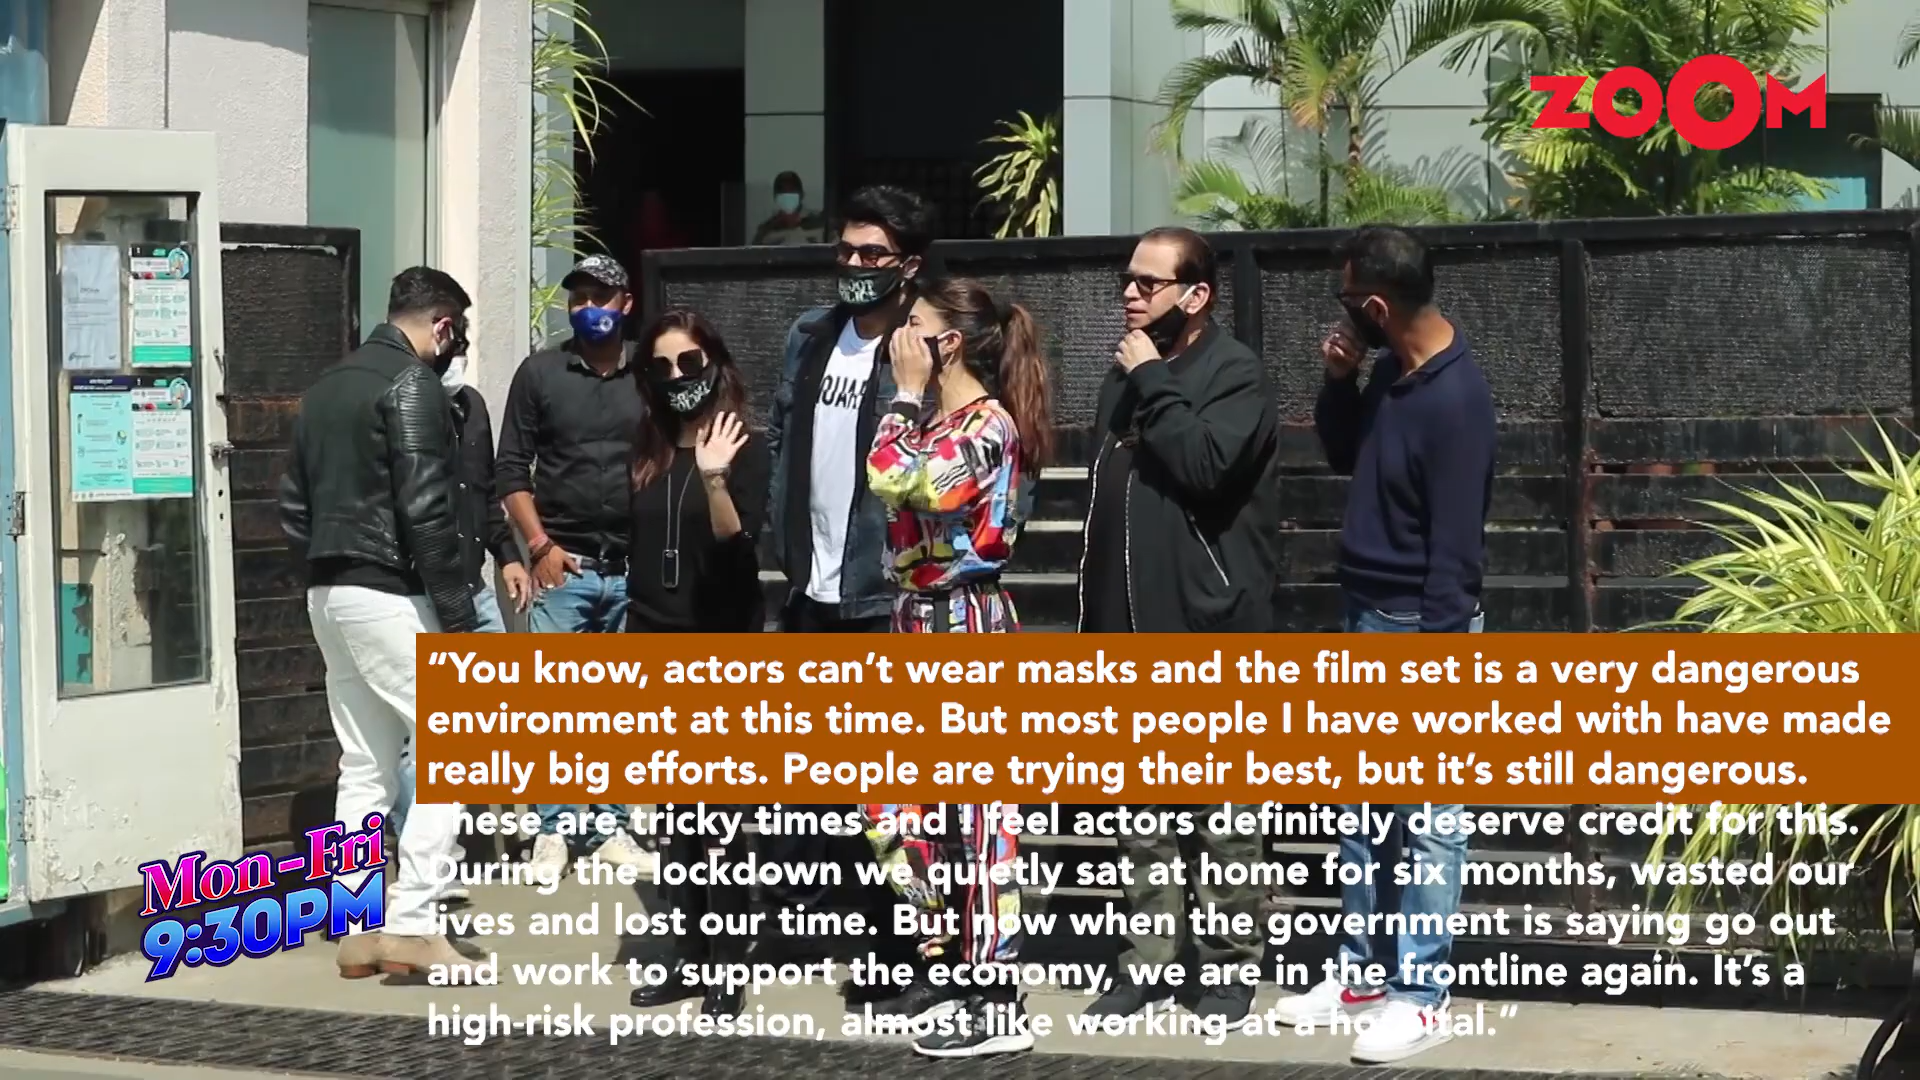 ZOOM
SHOOT
POLICE
SHOOT
POLICE
QUAR
“You know, actors can’t wear masks and the film set is a very dangerous
environment at this time. But most people I have worked with have made
really big efforts. People are trying their best, but it’s still dangerous.
These are tricky times and I feel actors definitely deserve credit for this.
During the lockdown we quietly sat at home for six months, wasted our
lives and lost our time. But now when the government is saying go out
and work to support the economy, we are in the frontline again. It’s a
high-risk profession, almost like working at a hospital.”
Mon-Fri
9:30PM